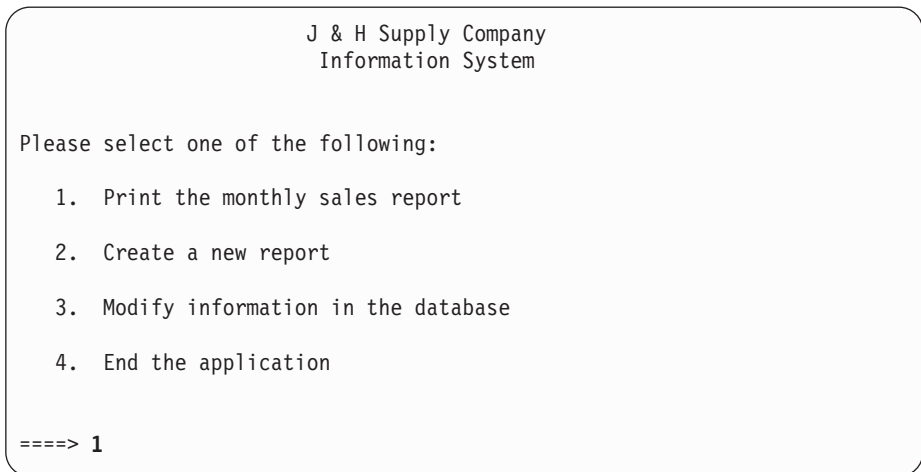 J & H Supply Company
Information System
Please select one of the following:
1. Print the monthly sales report
2. Create a new report
3. Modify information in the database
4. End the application
====> 1